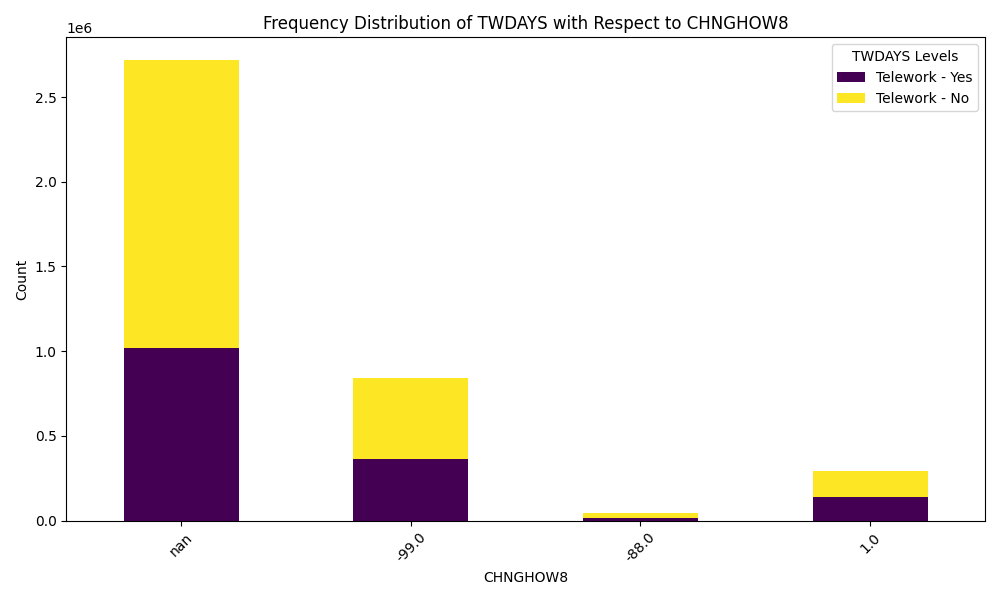 Frequency Distribution of TWDAYS with Respect to CHNGHOW8
1e6
TWDAYS Levels
Telework - Yes
Telework - No
2.5
2.0
1.5
1.0
0.5
0.0
Count
nan
-99.0
-88.0
1.0
CHNGHOW8